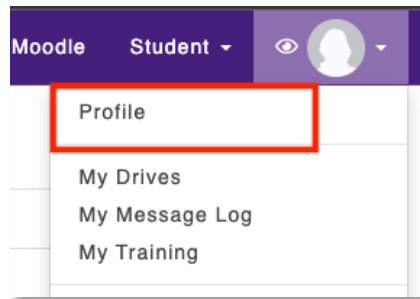 Moodle Student
Profile
My Drives
My Message Log
My Training